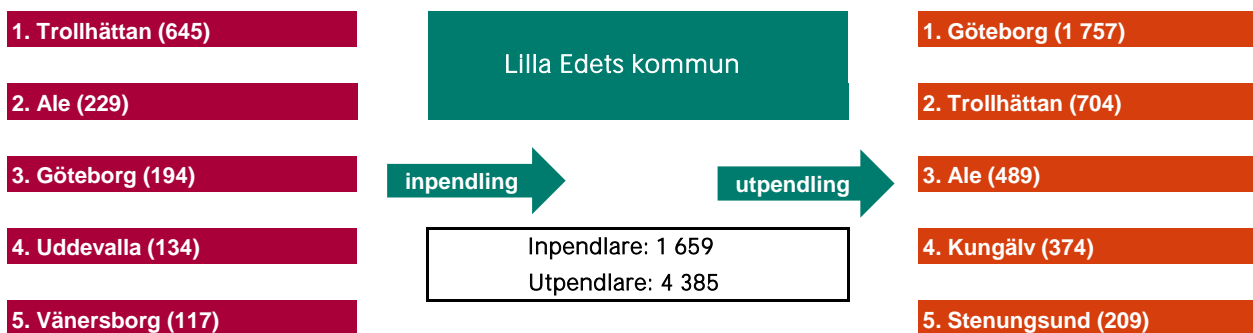 1. Trollhättan (645)
2. Ale (229)
3. Göteborg (194)
4. Uddevalla (134)
5. Vänersborg (117)
Lilla Edets kommun
inpendling
utpendling
Inpendlare: 1 659
Utpendlare: 4 385
1. Göteborg (1 757)
2. Trollhättan (704)
3. Ale (489)
4. Kungälv (374)
5. Stenungsund (209)